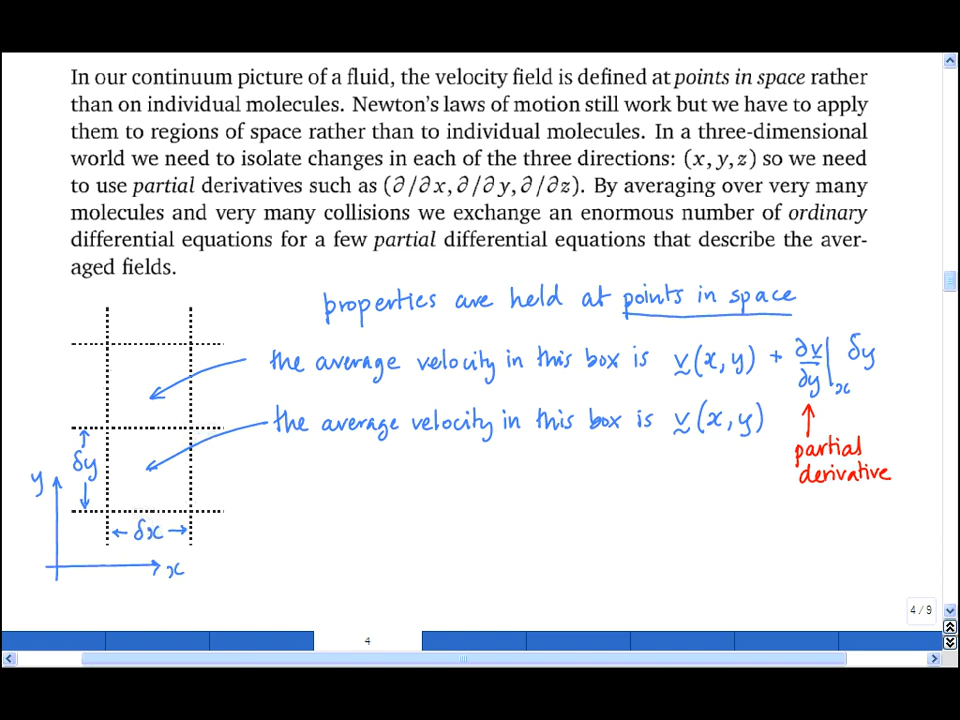 In our continuum picture of a fluid, the velocity field is defined at points in space rather
than on individual molecules. Newton's laws of motion still work but we have to apply
them to regions of space rather than to individual molecules. In a three-dimensional
world we need to isolate changes in each of the three directions: (x, y, z) so we need
to use partial derivatives such as (∂/∂x, ∂/∂y, ∂/∂z). By averaging over very many
molecules and very many collisions we exchange an enormous number of ordinary
differential equations for a few partial differential equations that describe the aver-
aged fields.
properties are held at points in space
the average velocity in this box is v(x, y) + ∂v/∂y|x δy
the average velocity in this box is v(x, y)
partial
derivative
δy
y
δx
x
4 / 9
4